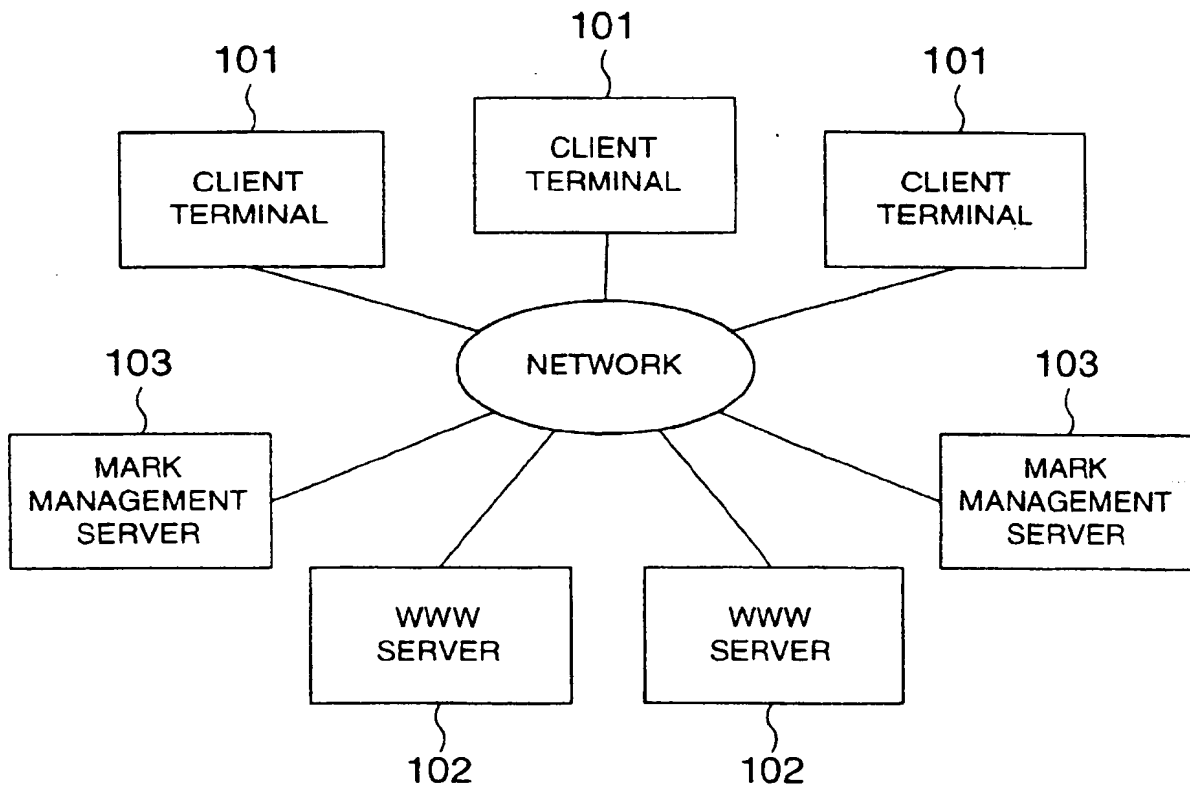 101
101
101
CLIENT
TERMINAL
CLIENT
TERMINAL
CLIENT
TERMINAL
NETWORK
103
103
MARK
MANAGEMENT
SERVER
MARK
MANAGEMENT
SERVER
WWW
SERVER
WWW
SERVER
102
102